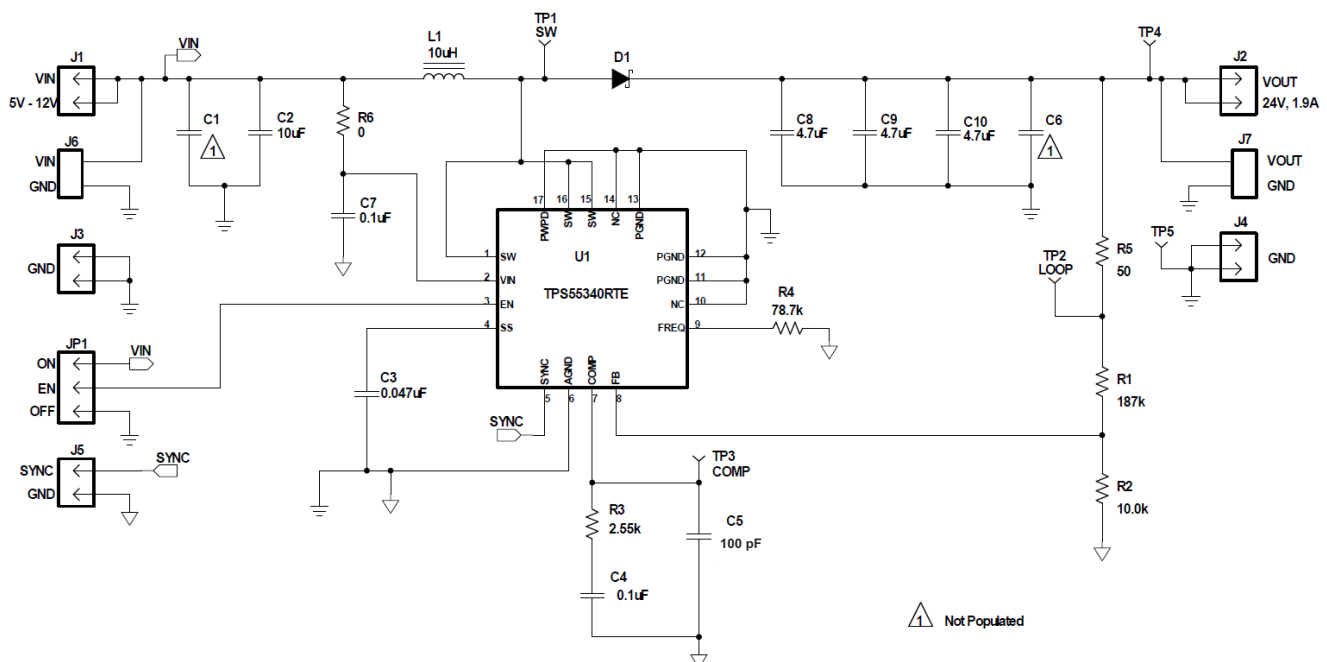 TP1
SW
L1
10uH
D1
TP4
VIN
J1
VIN
5V - 12V
J2
VOUT
24V, 1.9A
C1
1
C2
10uF
R6
0
C8
4.7uF
C9
4.7uF
C10
4.7uF
C6
1
J6
VIN
GND
J7
VOUT
GND
C7
0.1uF
17
16
15
14
13
PWPD
SW
SW
NC
PGND
U1
TPS55340RTE
1
SW
2
VIN
3
EN
4
SS
PGND
12
PGND
11
NC
10
FREQ
9
SYNC
AGND
COMP
FB
5
6
7
8
J3
GND
R4
78.7k
TP2
LOOP
R5
50
TP5
J4
GND
JP1
ON
EN
OFF
VIN
C3
0.047uF
R1
187k
SYNC
J5
SYNC
GND
SYNC
TP3
COMP
R2
10.0k
R3
2.55k
C5
100 pF
C4
0.1uF
1
Not Populated